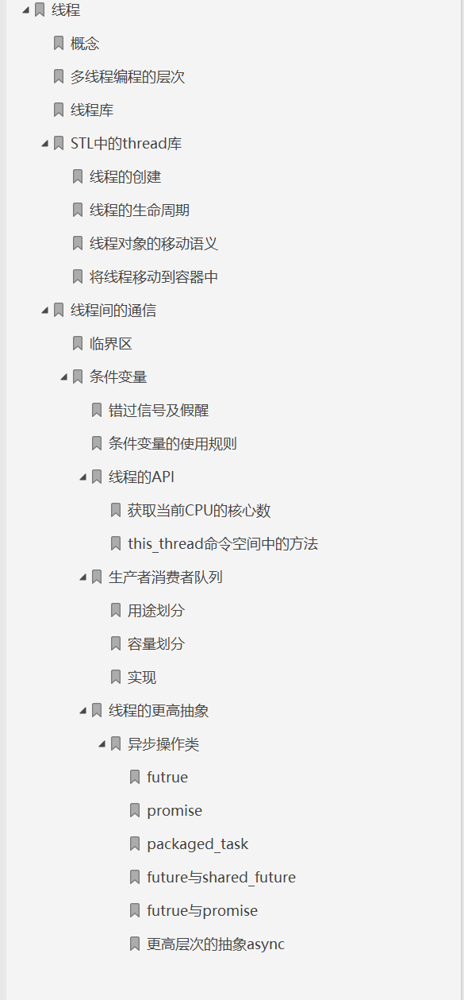 线程
概念
多线程编程的层次
线程库
STL中的thread库
线程的创建
线程的生命周期
线程对象的移动语义
将线程移动到容器中
线程间的通信
临界区
条件变量
错过信号及假醒
条件变量的使用规则
线程的API
获取当前CPU的核心数
this_thread命令空间中的方法
生产者消费者队列
用途划分
容量划分
实现
线程的更高抽象
异步操作类
futrue
promise
packaged_task
future与shared_future
futrue与promise
更高层次的抽象async